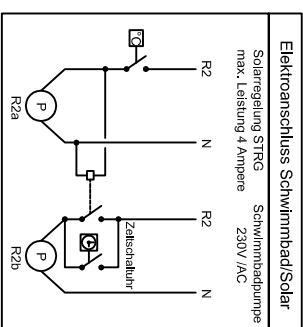 Elektroanschluss Schwimmbad/Solar
Solarregelung STRG
max. Leistung 4 Ampere
Schwimmbadpumpe
230V /AC
R2
N
R2
N
°C
Zeitschaltuhr
P
R2a
P
R2b